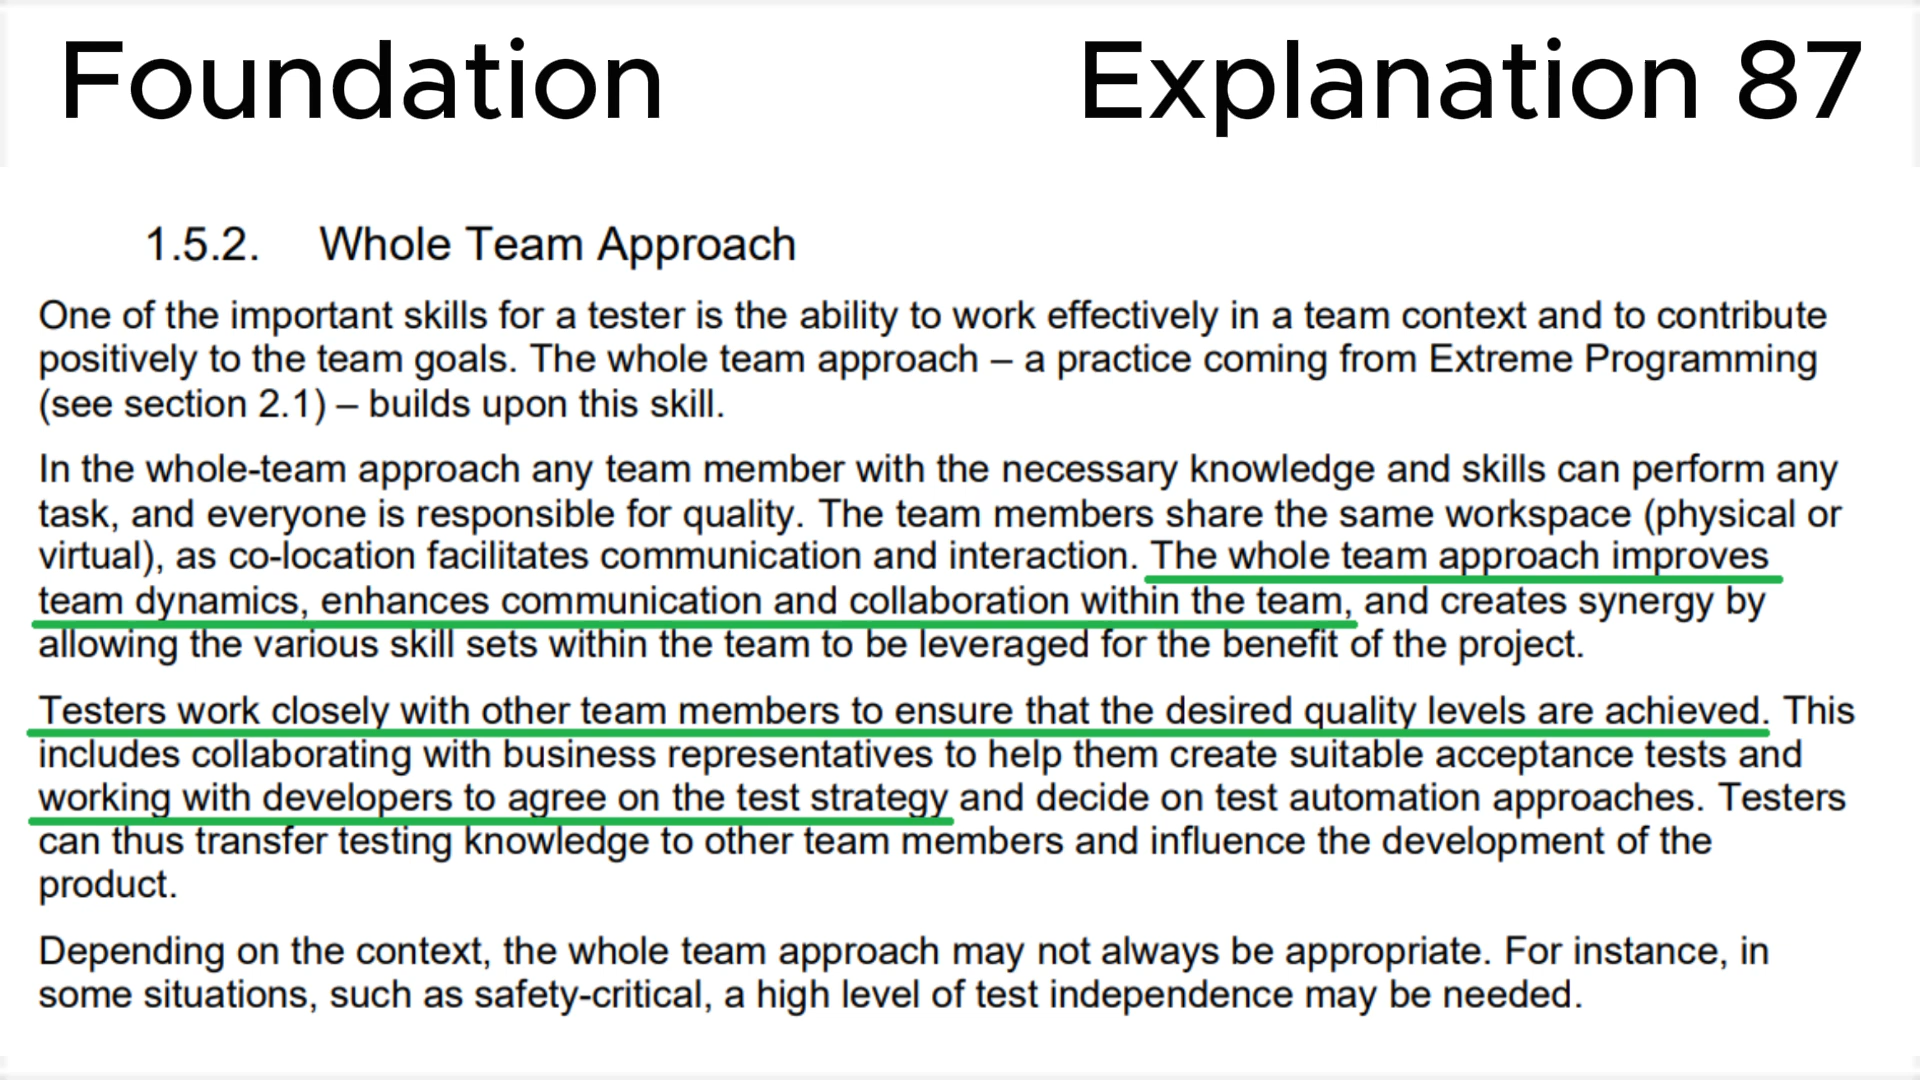 Foundation
Explanation 87
1.5.2. Whole Team Approach
One of the important skills for a tester is the ability to work effectively in a team context and to contribute
positively to the team goals. The whole team approach – a practice coming from Extreme Programming
(see section 2.1) – builds upon this skill.
In the whole-team approach any team member with the necessary knowledge and skills can perform any
task, and everyone is responsible for quality. The team members share the same workspace (physical or
virtual), as co-location facilitates communication and interaction. The whole team approach improves
team dynamics, enhances communication and collaboration within the team, and creates synergy by
allowing the various skill sets within the team to be leveraged for the benefit of the project.
Testers work closely with other team members to ensure that the desired quality levels are achieved. This
includes collaborating with business representatives to help them create suitable acceptance tests and
working with developers to agree on the test strategy and decide on test automation approaches. Testers
can thus transfer testing knowledge to other team members and influence the development of the
product.
Depending on the context, the whole team approach may not always be appropriate. For instance, in
some situations, such as safety-critical, a high level of test independence may be needed.